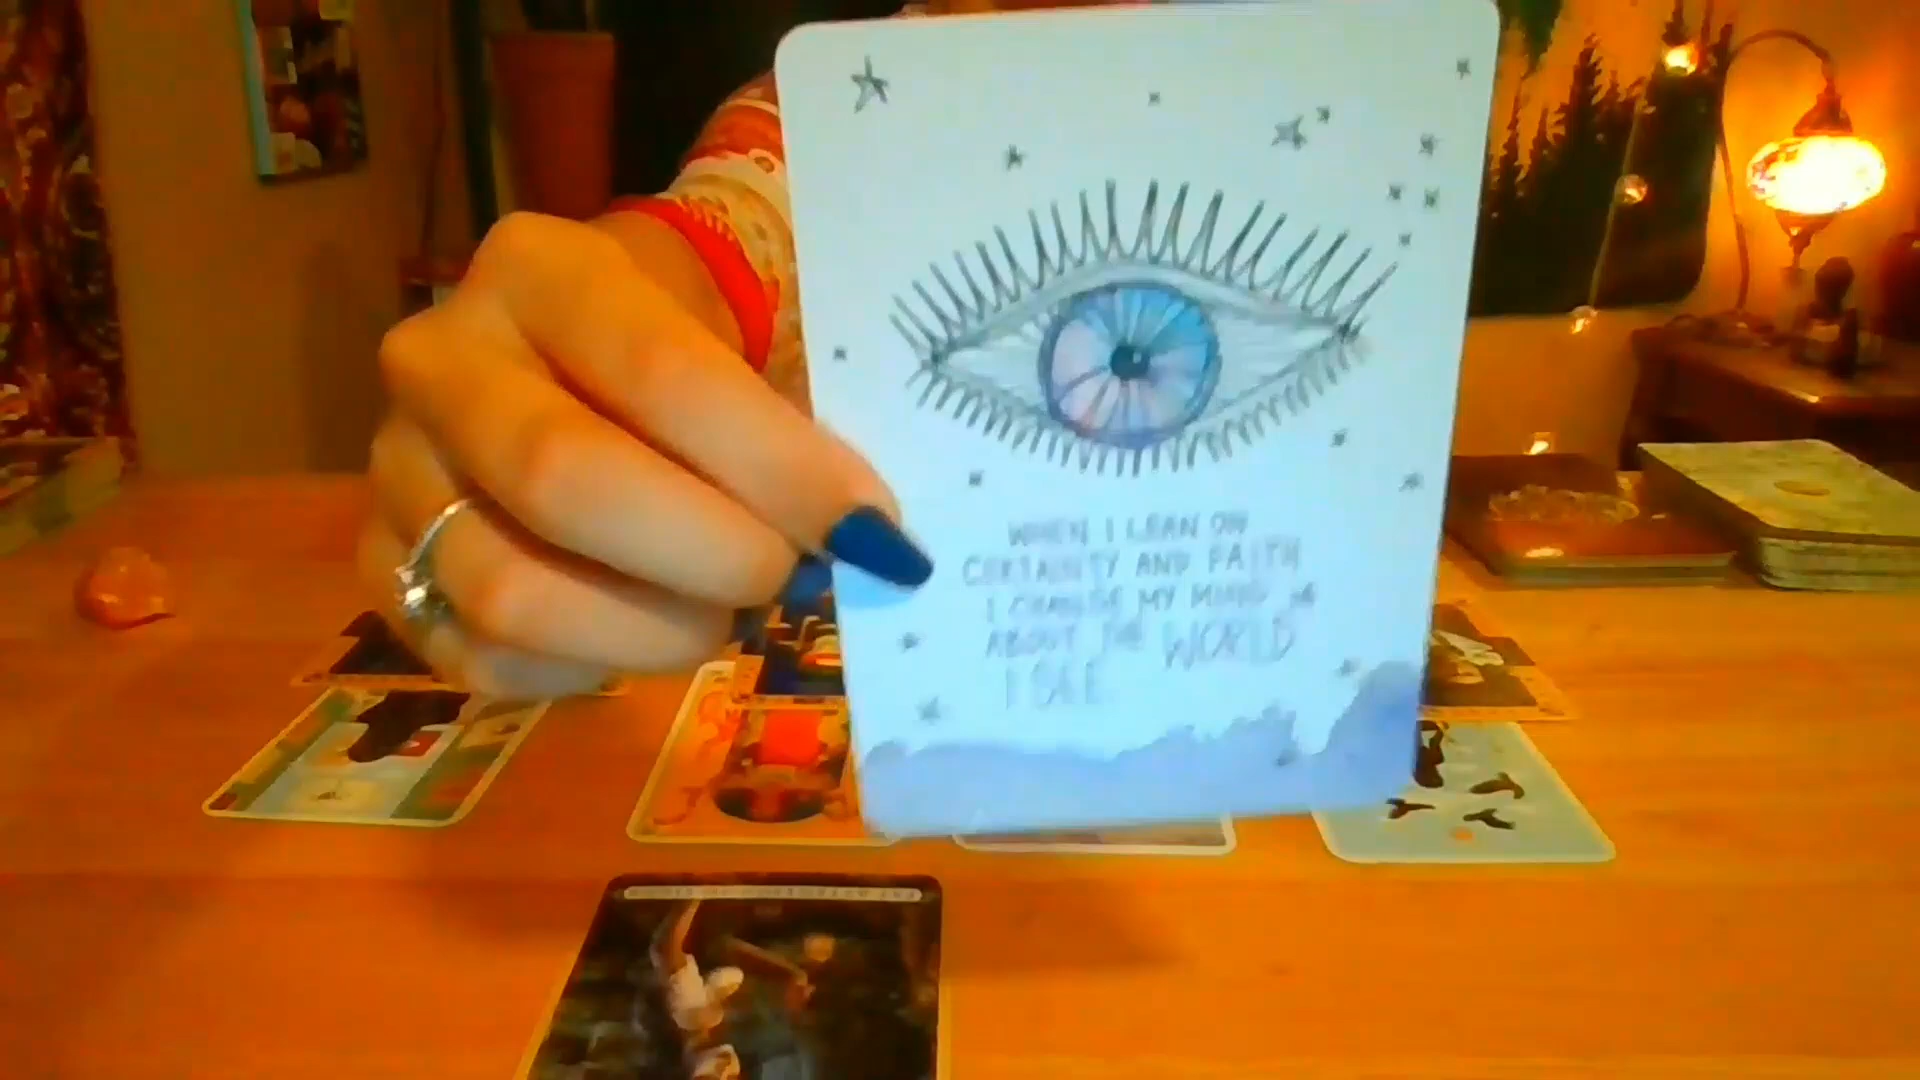 WHEN I LEAN ON
CERTAINTY AND FAITH
I CHANGE MY MIND
ABOUT THE WORLD
I SEE